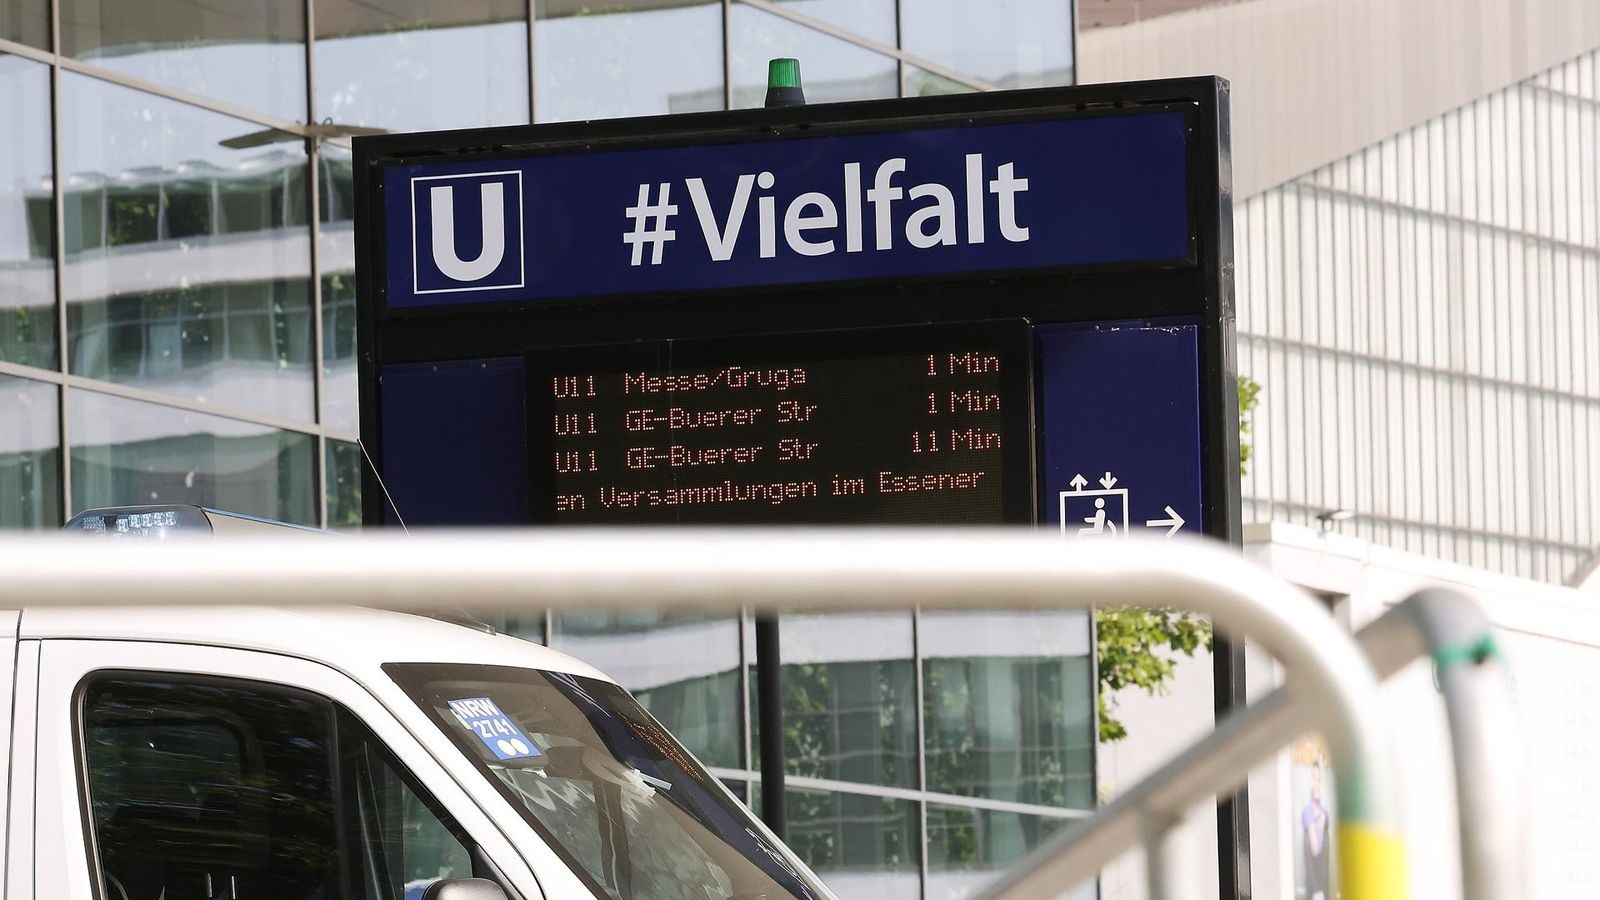 U #Vielfalt
U11 Messe/Gruga 1 Min
U11 GE-Buerer Str 1 Min
U11 GE-Buerer Str 11 Min
en Versammlungen im Essener
NRW
2741